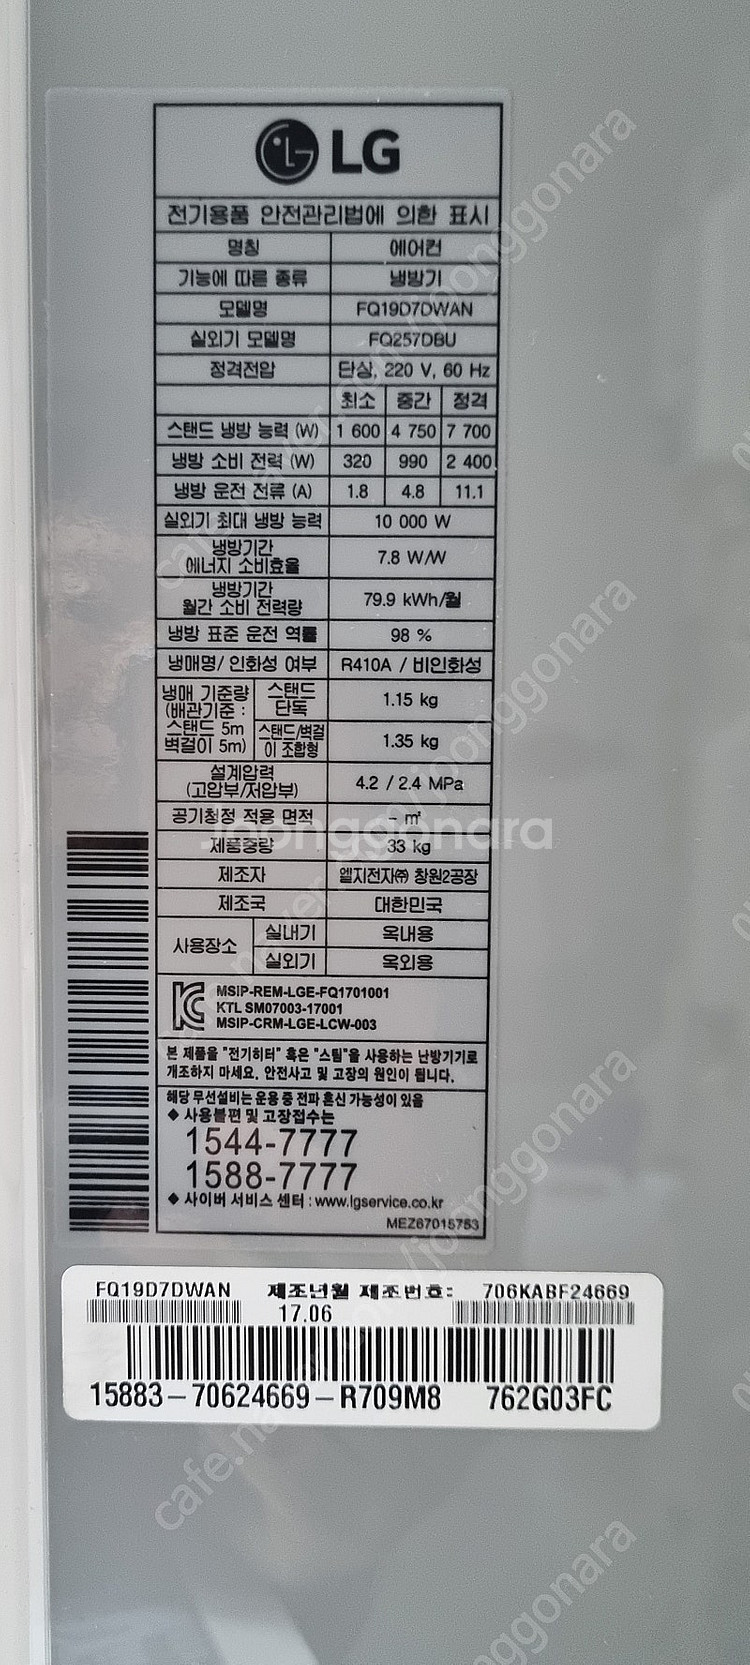 LG
전기용품 안전관리법에 의한 표시
명칭 에어컨
기능에 따른 종류 냉방기
모델명 FQ19D7DWAN
실외기 모델명 FQ257DBU
정격전압 단상, 220 V, 60 Hz
최소 중간 정격
스탠드 냉방 능력 (W) 1 600 4 750 7 700
냉방 소비 전력 (W) 320 990 2 400
냉방 운전 전류 (A) 1.8 4.8 11.1
실외기 최대 냉방 능력 10 000 W
냉방기간
에너지 소비효율 7.8 W/W
냉방기간
월간 소비 전력량 79.9 kWh/월
냉방 표준 운전 역률 98 %
냉매명/ 인화성 여부 R410A / 비인화성
냉매 기준량
(배관기준 :
스탠드 5m
벽걸이 5m)
스탠드
단독 1.15 kg
스탠드/벽걸
이 조합형 1.35 kg
설계압력
(고압부/저압부) 4.2 / 2.4 MPa
공기청정 적용 면적 - ㎡
제품중량 33 kg
제조자 엘지전자㈜ 창원2공장
제조국 대한민국
사용장소 실내기 옥내용
실외기 옥외용
MSIP-REM-LGE-FQ1701001
KTL SM07003-17001
MSIP-CRM-LGE-LCW-003
본 제품을 "전기히터" 혹은 "스팀"을 사용하는 난방기기로
개조하지 마세요. 안전사고 및 고장의 원인이 됩니다.
해당 무선설비는 운용 중 전파 혼신 가능성이 있음
◆ 사용불편 및 고장접수는
1544-7777
1588-7777
◆ 사이버 서비스 센터 : www.lgservice.co.kr
MEZ67015753
FQ19D7DWAN 제조년월 제조번호: 706KABF24669
17.06
15883-70624669-R709M8 762G03FC
Joonggonara
cafe.naver.com/joonggonara